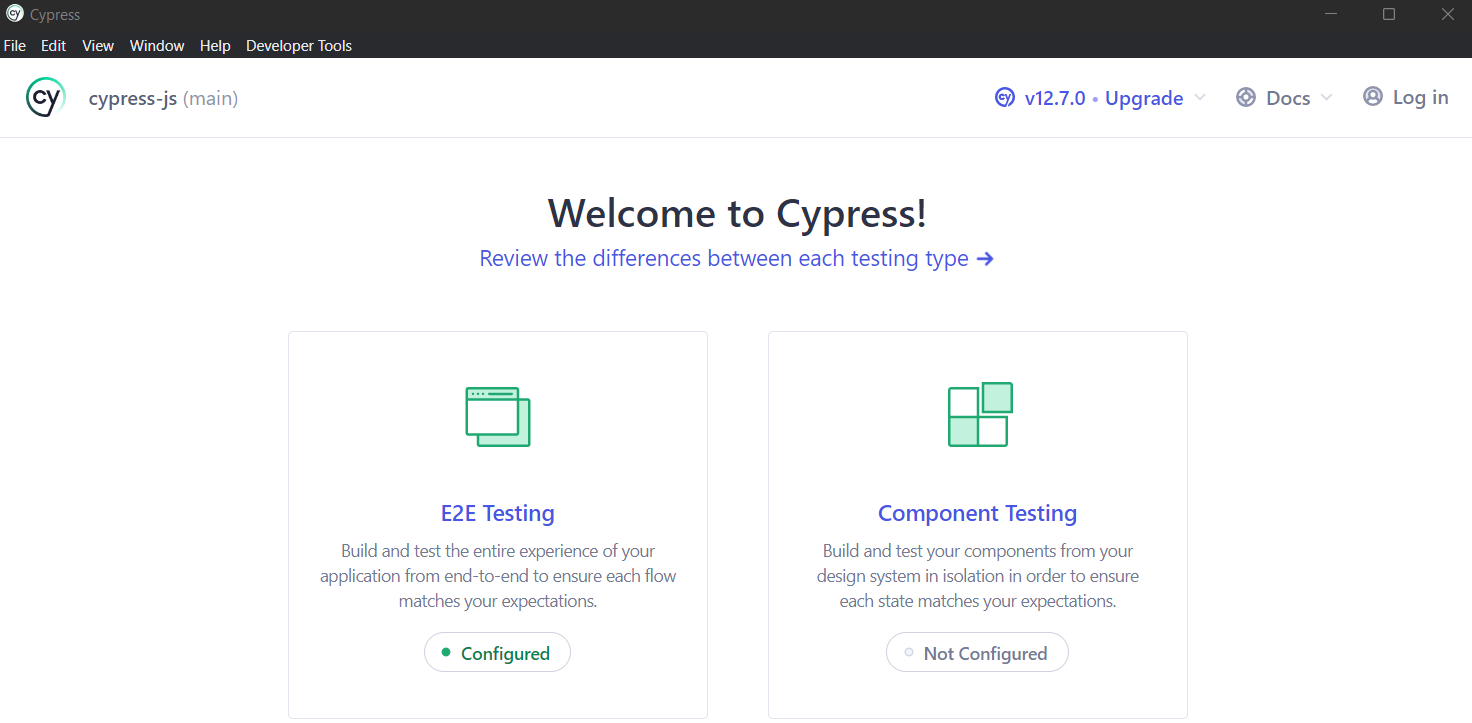 cy Cypress
File Edit View Window Help Developer Tools
cy cypress-js (main)
cy v12.7.0 • Upgrade Docs Log in
Welcome to Cypress!
Review the differences between each testing type →
E2E Testing
Build and test the entire experience of your
application from end-to-end to ensure each flow
matches your expectations.
Configured
Component Testing
Build and test your components from your
design system in isolation in order to ensure
each state matches your expectations.
Not Configured